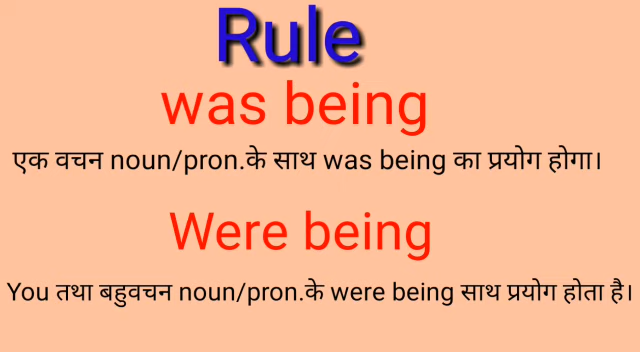 Rule
was being
एक वचन noun/pron.के साथ was being का प्रयोग होगा।
Were being
You तथा बहुवचन noun/pron.के were being साथ प्रयोग होता है।